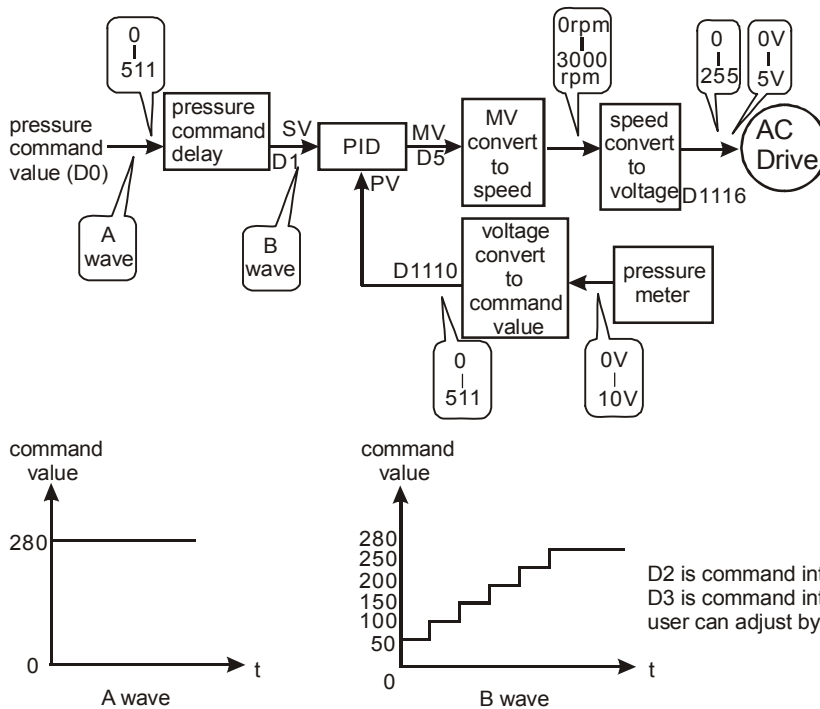 0
511
0rpm
3000
rpm
0
255
0V
5V
pressure
command
value (D0)
pressure
command
delay
SV
D1
PID
MV
D5
PV
MV
convert
to
speed
speed
convert
to
voltage
D1116
AC
Drive
A
wave
B
wave
D1110
voltage
convert
to
command
value
pressure
meter
0
511
0V
10V
command
value
280
0
t
A wave
command
value
280
250
200
150
100
50
0
t
B wave
D2 is command
D3 is command
user can adjust by